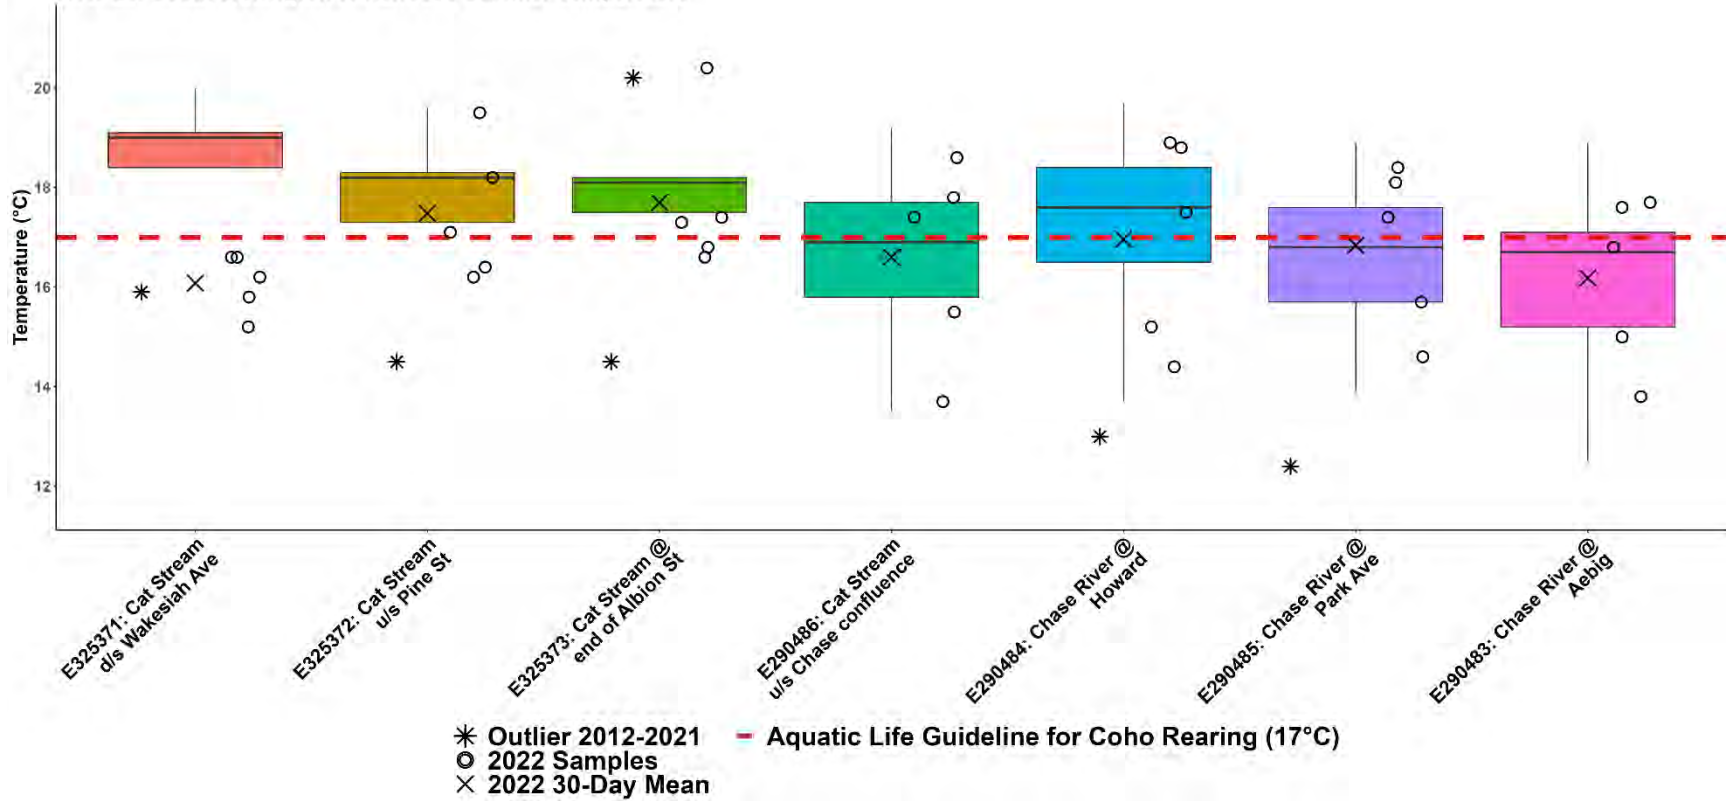 Temperature (°C)
20
18
16
14
12
E325371: Cat Stream
d/s Wakesiah Ave
E325372: Cat Stream
u/s Pine St
E325373: Cat Stream @
end of Albion St
E290486: Cat Stream
u/s Chase confluence
E290484: Chase River @
Howard
E290485: Chase River @
Park Ave
E290483: Chase River @
Aebig
Outlier 2012-2021
Aquatic Life Guideline for Coho Rearing (17°C)
2022 Samples
2022 30-Day Mean